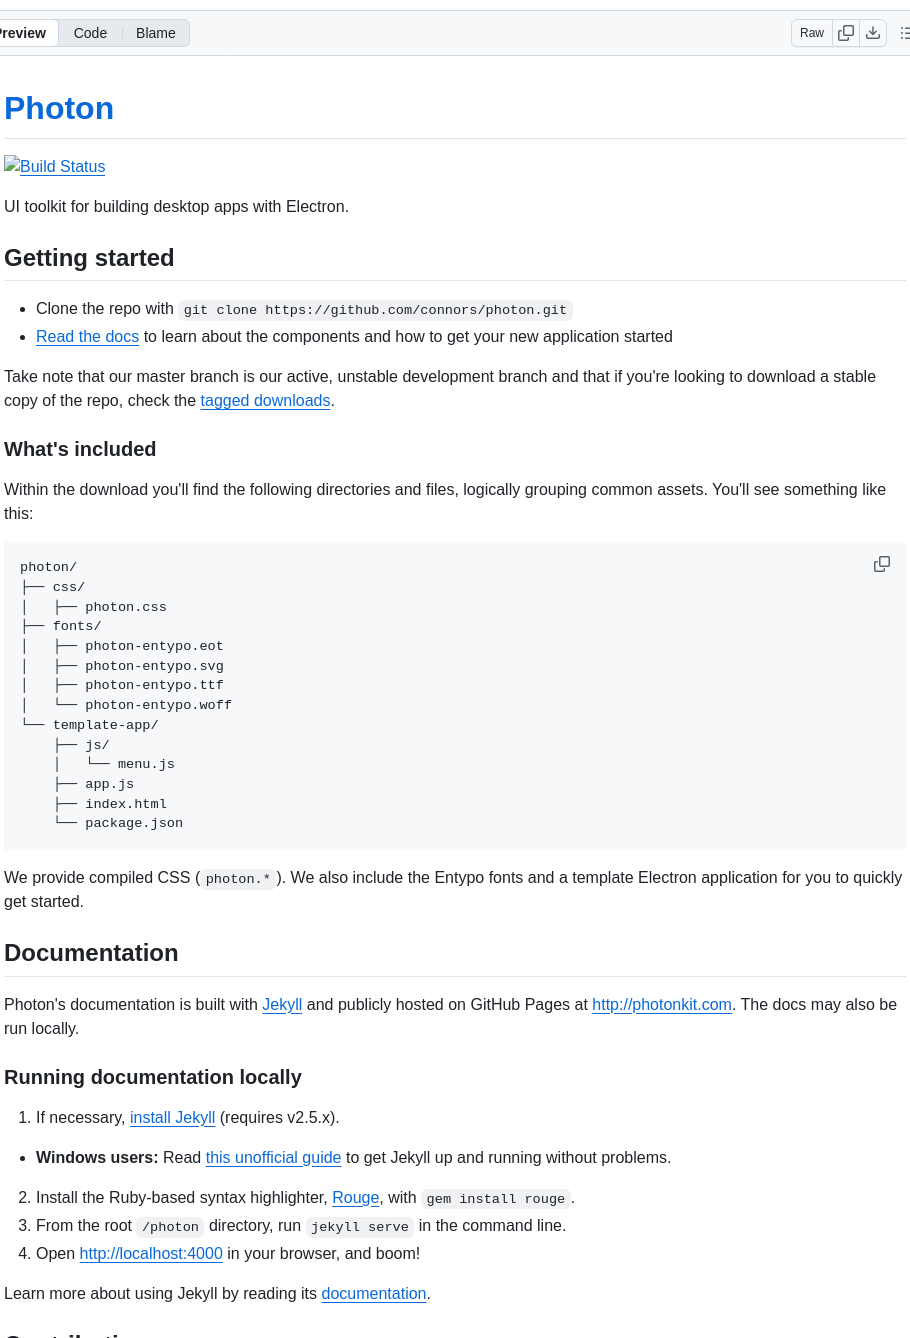 Preview Code Blame Raw
Photon
Build Status
UI toolkit for building desktop apps with Electron.
Getting started
• Clone the repo with git clone https://github.com/connors/photon.git
• Read the docs to learn about the components and how to get your new application started
Take note that our master branch is our active, unstable development branch and that if you're looking to download a stable
copy of the repo, check the tagged downloads.
What's included
Within the download you'll find the following directories and files, logically grouping common assets. You'll see something like
this:
photon/
├── css/
│   ├── photon.css
├── fonts/
│   ├── photon-entypo.eot
│   ├── photon-entypo.svg
│   ├── photon-entypo.ttf
│   └── photon-entypo.woff
└── template-app/
    ├── js/
    │   └── menu.js
    ├── app.js
    ├── index.html
    └── package.json
We provide compiled CSS (photon.*). We also include the Entypo fonts and a template Electron application for you to quickly
get started.
Documentation
Photon's documentation is built with Jekyll and publicly hosted on GitHub Pages at http://photonkit.com. The docs may also be
run locally.
Running documentation locally
1. If necessary, install Jekyll (requires v2.5.x).
• Windows users: Read this unofficial guide to get Jekyll up and running without problems.
2. Install the Ruby-based syntax highlighter, Rouge, with gem install rouge.
3. From the root /photon directory, run jekyll serve in the command line.
4. Open http://localhost:4000 in your browser, and boom!
Learn more about using Jekyll by reading its documentation.